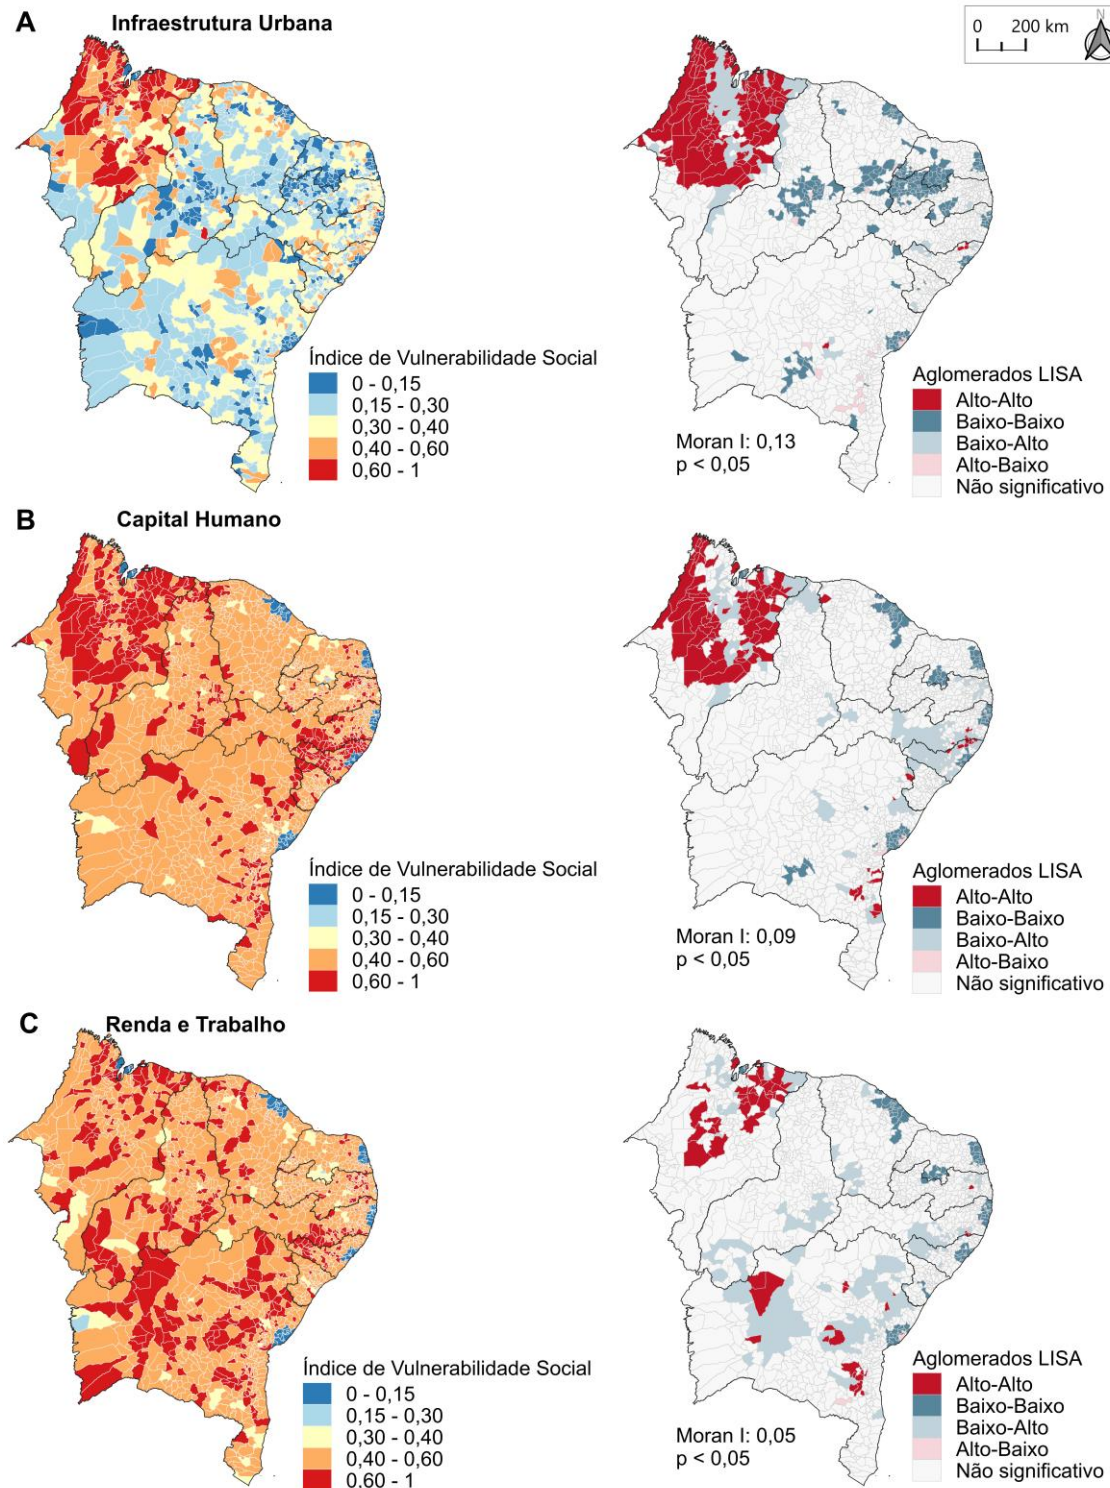 A
Infraestrutura Urbana
0 200 km
N
Índice de Vulnerabilidade Social
0 - 0,15
0,15 - 0,30
0,30 - 0,40
0,40 - 0,60
0,60 - 1
Moran I: 0,13
p < 0,05
Aglomerados LISA
Alto-Alto
Baixo-Baixo
Baixo-Alto
Alto-Baixo
Não significativo
B
Capital Humano
Índice de Vulnerabilidade Social
0 - 0,15
0,15 - 0,30
0,30 - 0,40
0,40 - 0,60
0,60 - 1
Moran I: 0,09
p < 0,05
Aglomerados LISA
Alto-Alto
Baixo-Baixo
Baixo-Alto
Alto-Baixo
Não significativo
C
Renda e Trabalho
Índice de Vulnerabilidade Social
0 - 0,15
0,15 - 0,30
0,30 - 0,40
0,40 - 0,60
0,60 - 1
Moran I: 0,05
p < 0,05
Aglomerados LISA
Alto-Alto
Baixo-Baixo
Baixo-Alto
Alto-Baixo
Não significativo